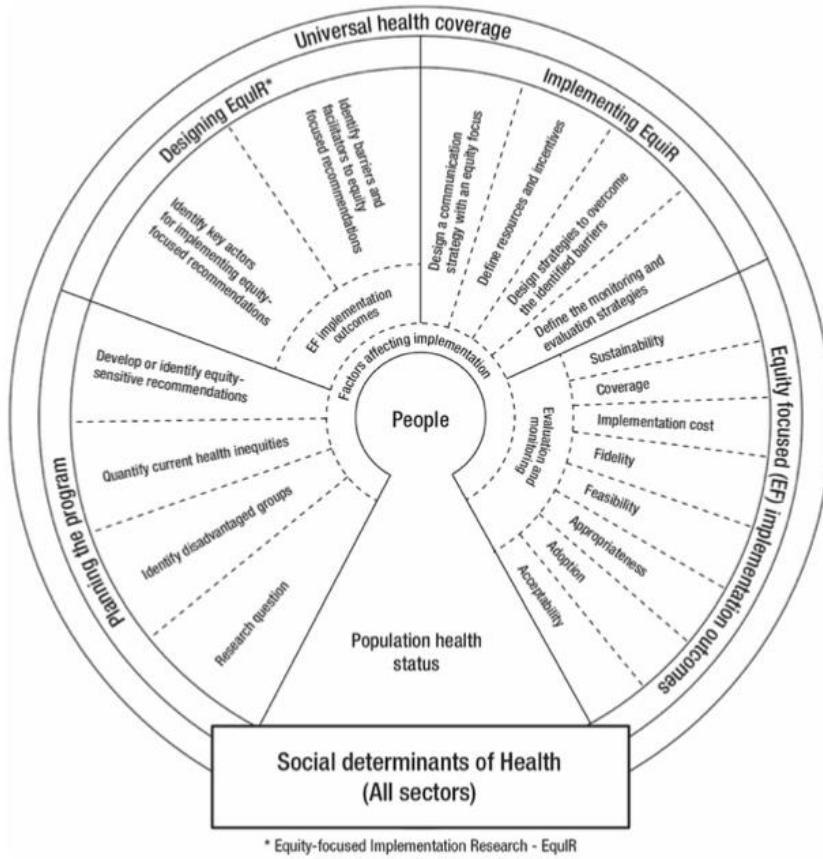 Universal health coverage
Designing EquIR*
Identify key actors
for implementing equity-
focused recommendations
Identify barriers and
facilitators to equity
focused recommendations
EF implementation
outcomes
Implementing EquiR
Design a communication
strategy with an equity focus
Define resources and incentives
Design strategies to overcome
the identified barriers
Define the monitoring and
evaluation strategies
Factors affecting implementation
People
Planning the program
Develop or identify equity-
sensitive recommendations
Quantify current health inequities
Identify disadvantaged groups
Research question
Equity focused (EF) implementation outcomes
Evaluation and
monitoring
Sustainability
Coverage
Implementation cost
Fidelity
Feasibility
Appropriateness
Adoption
Acceptability
Population health
status
Social determinants of Health
(All sectors)
* Equity-focused Implementation Research - EquIR